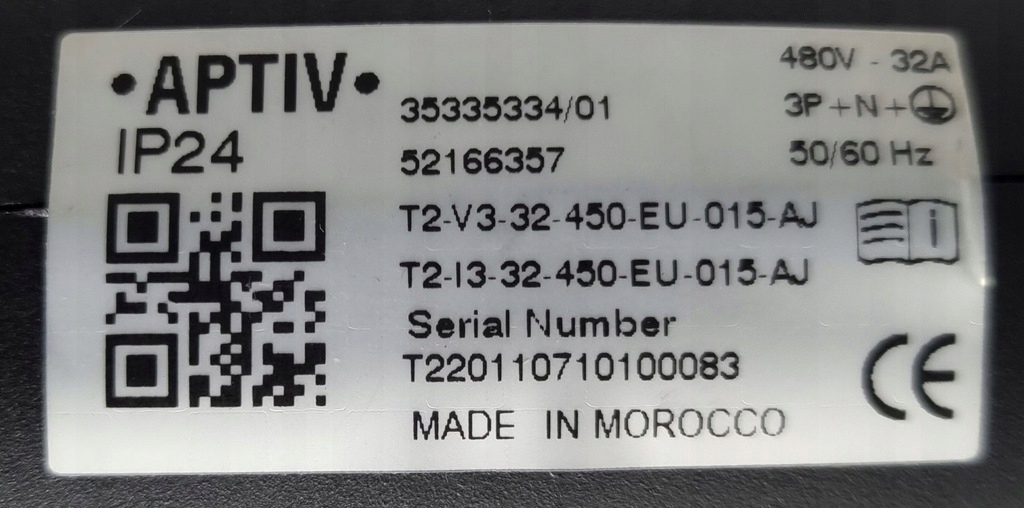 •APTIV•
IP24
35335334/01
52166357
T2-V3-32-450-EU-015-AJ
T2-I3-32-450-EU-015-AJ
Serial Number
T220110710100083
MADE IN MOROCCO
480V - 32A
3P+N+⏚
50/60 Hz
i
CE